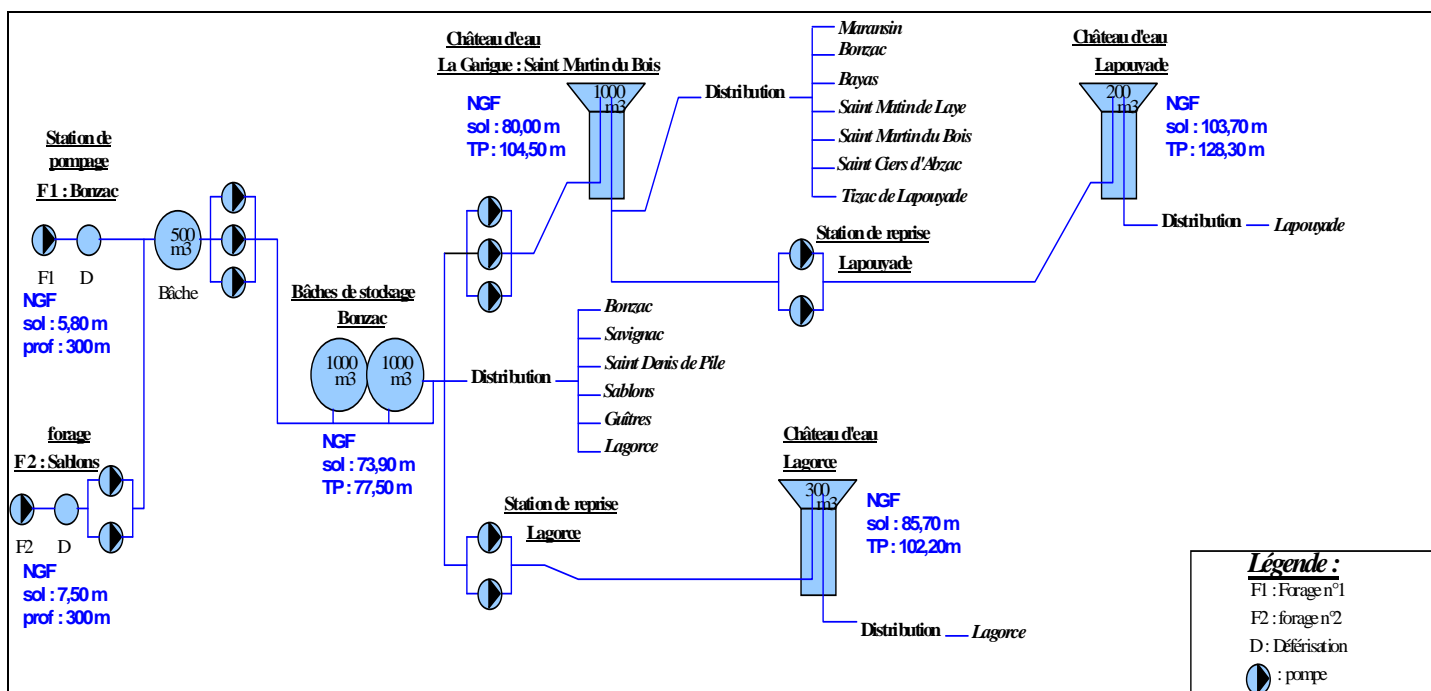 Château d'eau
La Garigue : Saint Martin du Bois
1000
m3
NGF
sol : 80,00 m
TP : 104,50 m
Distribution
Maransin
Bonzac
Bayas
Saint Matin de Laye
Saint Martin du Bois
Saint Ciers d'Abzac
Tizac de Lapouyade
Château d'eau
Lapouyade
200
m3
NGF
sol : 103,70 m
TP : 128,30 m
Distribution
Lapouyade
Station de
pompage
F1 : Bonzac
F1
D
500
m3
Bâche
NGF
sol : 5,80 m
prof : 300 m
Station de reprise
Lapouyade
Bâches de stockage
Bonzac
1000
m3
1000
m3
NGF
sol : 73,90 m
TP : 77,50 m
Distribution
Bonzac
Savignac
Saint Denis de Pile
Sablons
Guîtres
Lagorce
forage
F2 : Sablons
F2
D
NGF
sol : 7,50 m
prof : 300 m
Station de reprise
Lagorce
Château d'eau
Lagorce
300
m3
NGF
sol : 85,70 m
TP : 102,20m
Distribution
Lagorce
Légende :
F1 : Forage n°1
F2 : forage n°2
D : Déférisation
: pompe